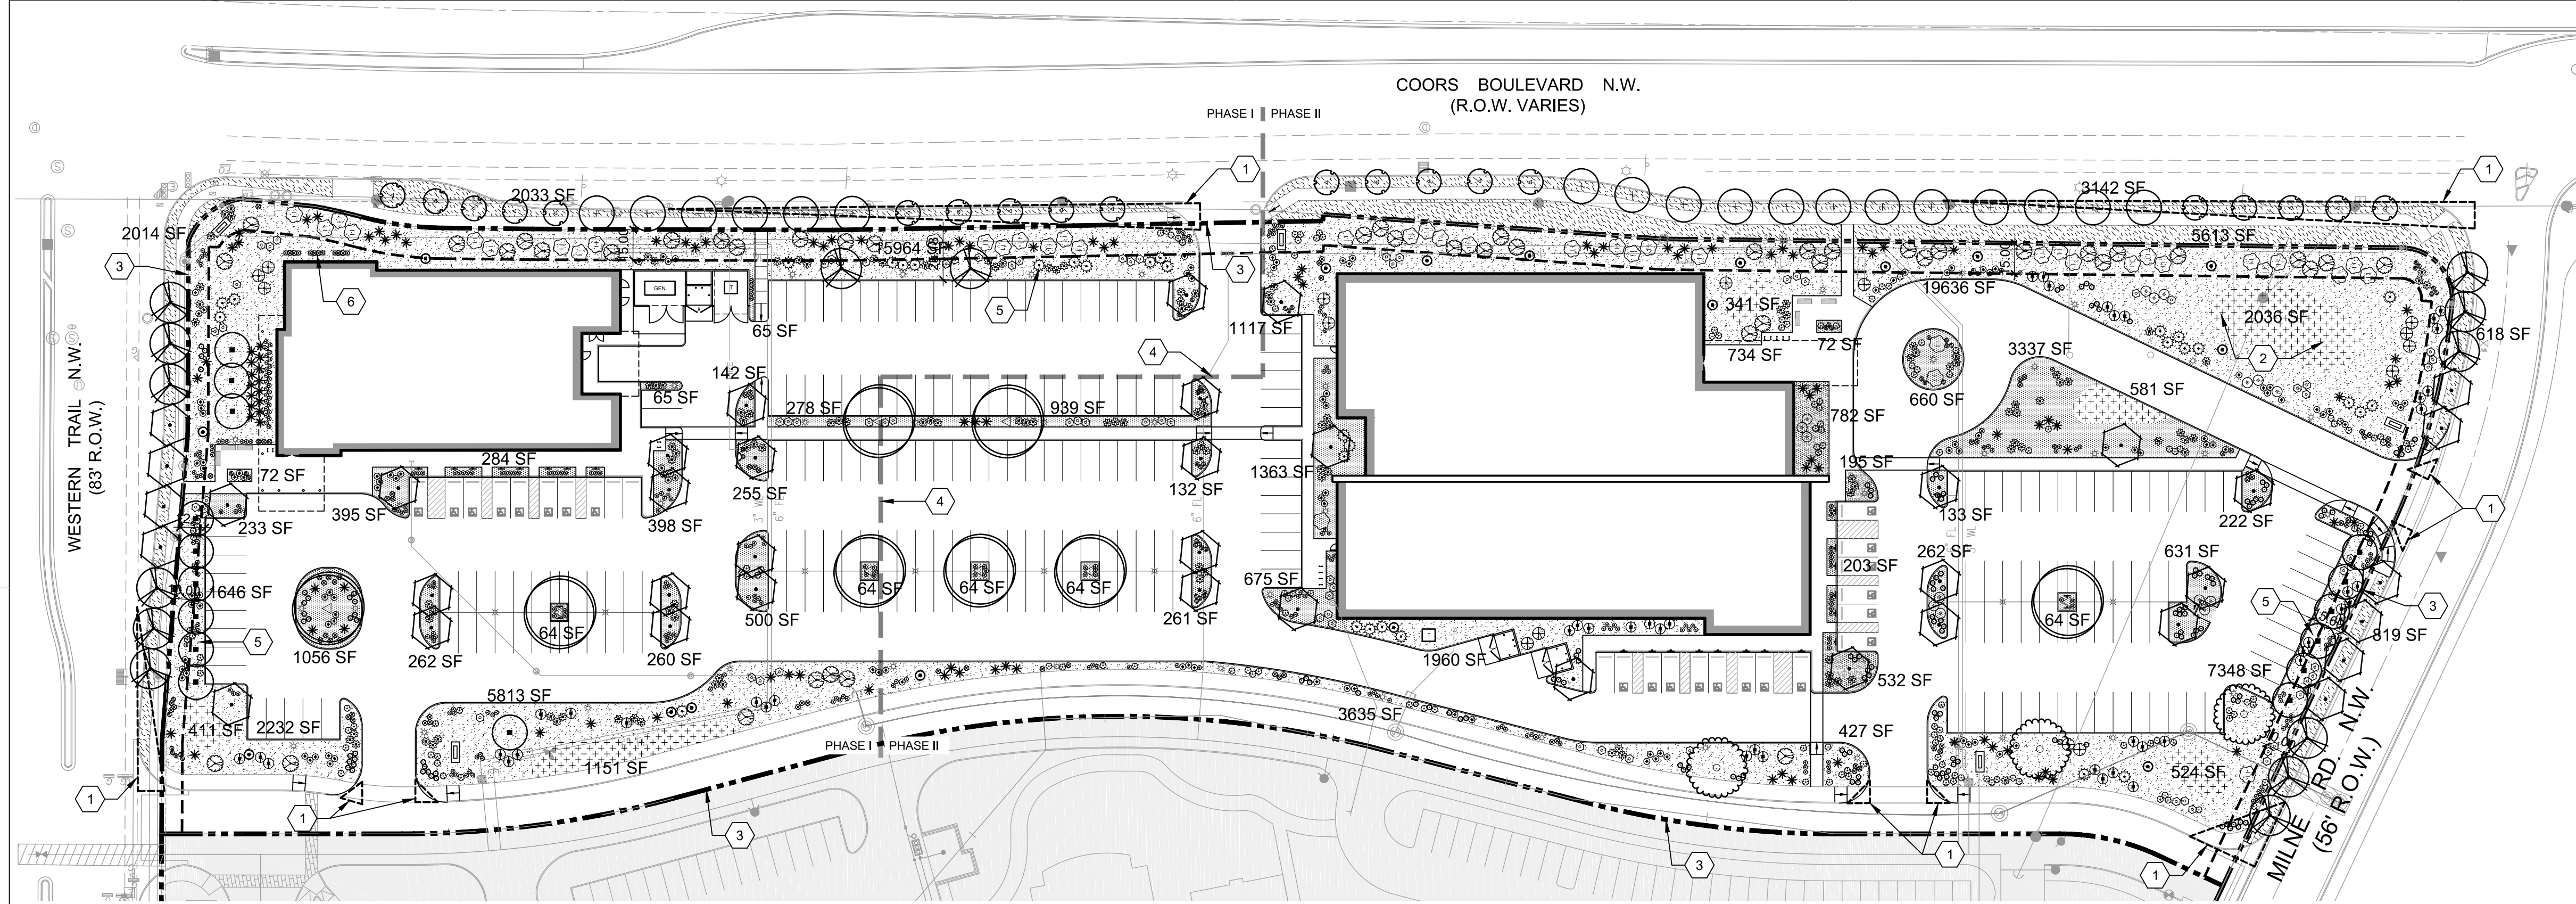 COORS BOULEVARD N.W.
(R.O.W. VARIES)
PHASE I
PHASE II
1
1
2033 SF
3142 SF
2014 SF
15964 SF
5613 SF
3
3
6
GEN.
T
5
19636 SF
341 SF
2036 SF
65 SF
1117 SF
618 SF
734 SF
72 SF
2
4
3337 SF
WESTERN TRAIL N.W.
(83' R.O.W.)
142 SF
65 SF
581 SF
278 SF
939 SF
782 SF
660 SF
284 SF
72 SF
1363 SF
195 SF
255 SF
132 SF
4
395 SF
233 SF
398 SF
133 SF
222 SF
1
262 SF
631 SF
203 SF
675 SF
64 SF
64 SF
64 SF
1646 SF
5
3
64 SF
500 SF
261 SF
64 SF
819 SF
5
1056 SF
262 SF
260 SF
1960 SF
T
7348 SF
532 SF
5813 SF
3635 SF
411 SF
2232 SF
427 SF
PHASE I
PHASE II
1151 SF
524 SF
1
1
3
3
1
1
MILNE RD. N.W.
(56' R.O.W.)